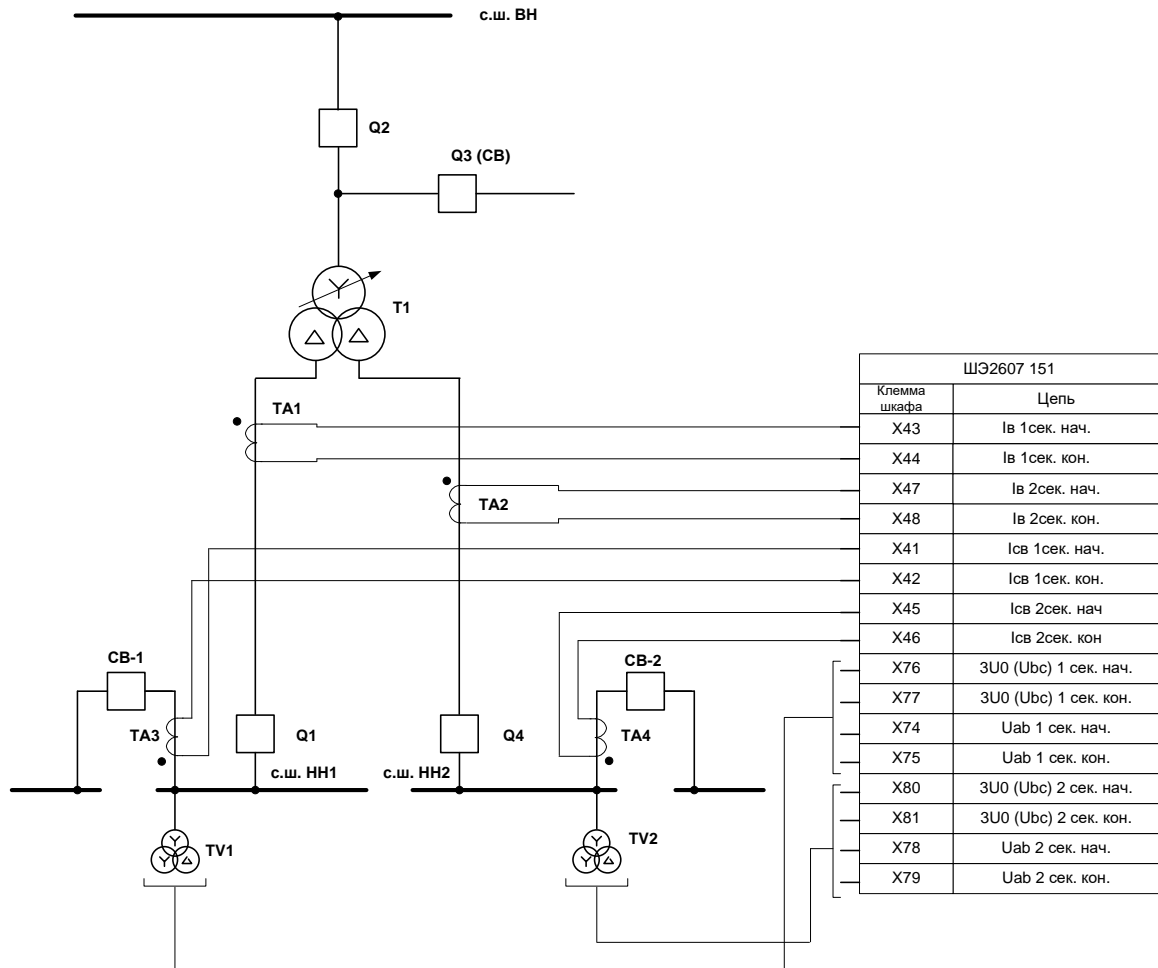 с.ш. ВН
Q2
Q3 (СВ)
T1
TA1
TA2
СВ-1
СВ-2
TA3
Q1
Q4
TA4
с.ш. НН1
с.ш. НН2
TV1
TV2
ШЭ2607 151
Клемма шкафа
Цепь
X43 Iв 1сек. нач.
X44 Iв 1сек. кон.
X47 Iв 2сек. нач.
X48 Iв 2сек. кон.
X41 Iсв 1сек. нач.
X42 Iсв 1сек. кон.
X45 Iсв 2сек. нач
X46 Iсв 2сек. кон
X76 3U0 (Ubc) 1 сек. нач.
X77 3U0 (Ubc) 1 сек. кон.
X74 Uab 1 сек. нач.
X75 Uab 1 сек. кон.
X80 3U0 (Ubc) 2 сек. нач.
X81 3U0 (Ubc) 2 сек. кон.
X78 Uab 2 сек. нач.
X79 Uab 2 сек. кон.